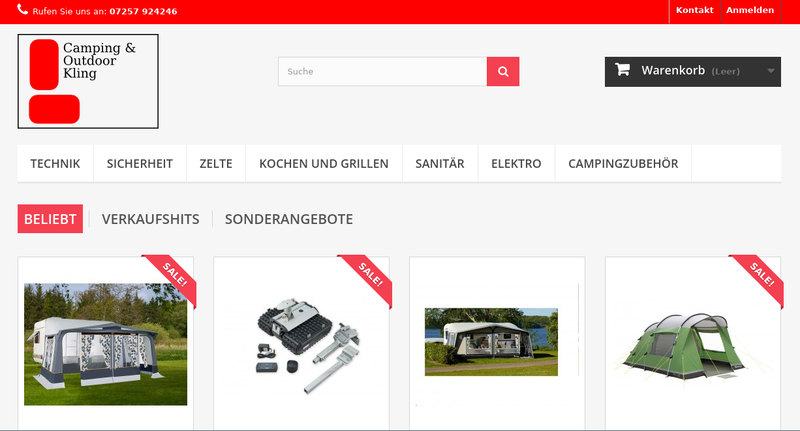 Rufen Sie uns an: 07257 924246
Kontakt
Anmelden
Camping &
Outdoor
Kling
Suche
Warenkorb (Leer)
TECHNIK
SICHERHEIT
ZELTE
KOCHEN UND GRILLEN
SANITÄR
ELEKTRO
CAMPINGZUBEHÖR
BELIEBT
VERKAUFSHITS
SONDERANGEBOTE
SALE!
SALE!
SALE!